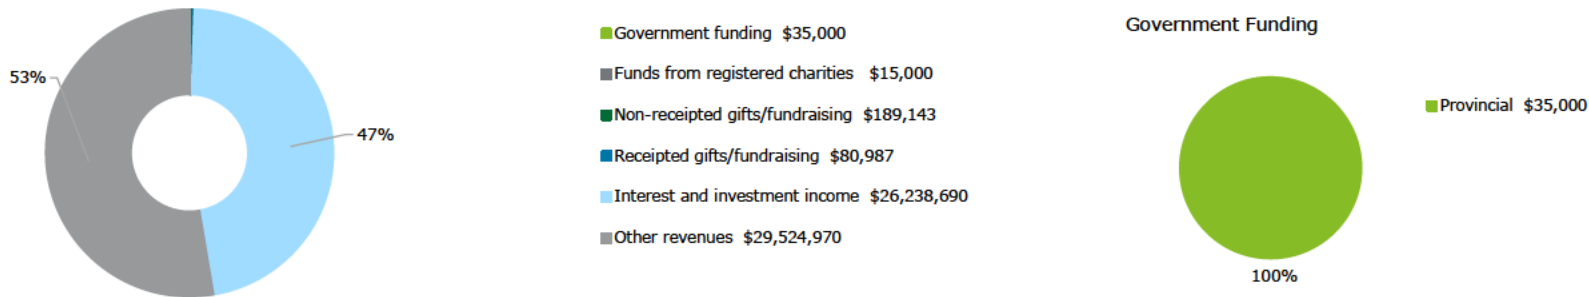 53%
47%
Government funding $35,000
Funds from registered charities $15,000
Non-receipted gifts/fundraising $189,143
Receipted gifts/fundraising $80,987
Interest and investment income $26,238,690
Other revenues $29,524,970
Government Funding
Provincial $35,000
100%